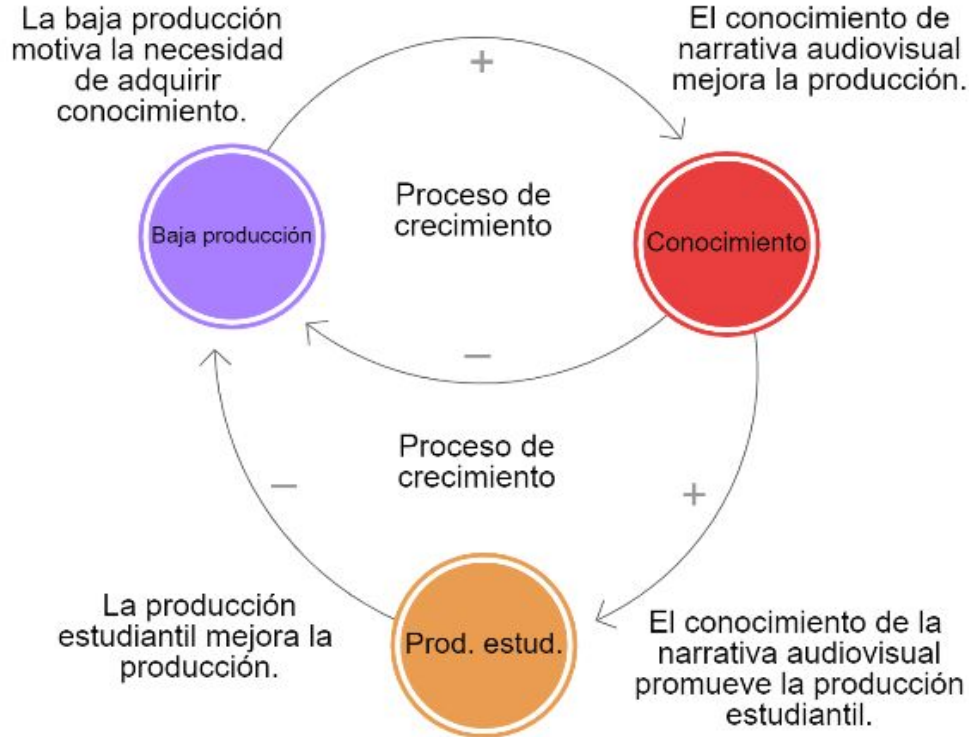 La baja producción
motiva la necesidad
de adquirir
conocimiento.
+
El conocimiento de
narrativa audiovisual
mejora la producción.
Baja producción
Proceso de
crecimiento
Conocimiento
−
Proceso de
crecimiento
−
+
La producción
estudiantil mejora la
producción.
Prod. estud.
El conocimiento de la
narrativa audiovisual
promueve la producción
estudiantil.